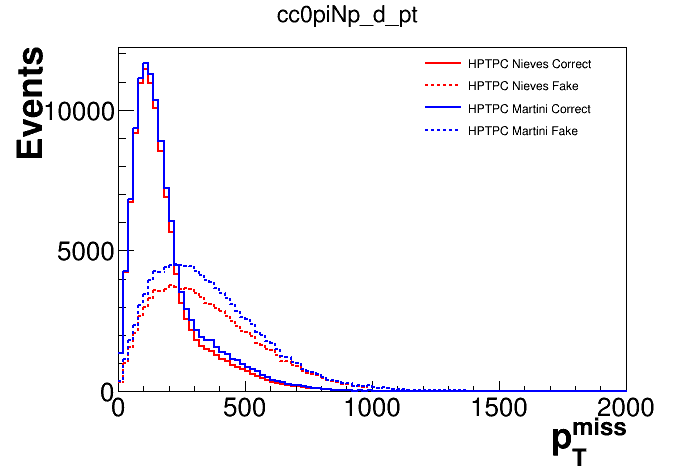 cc0piNp_d_pt
Events
HPTPC Nieves Correct
HPTPC Nieves Fake
HPTPC Martini Correct
HPTPC Martini Fake
10000
5000
0
0 500 1000 1500 2000
p_T^miss